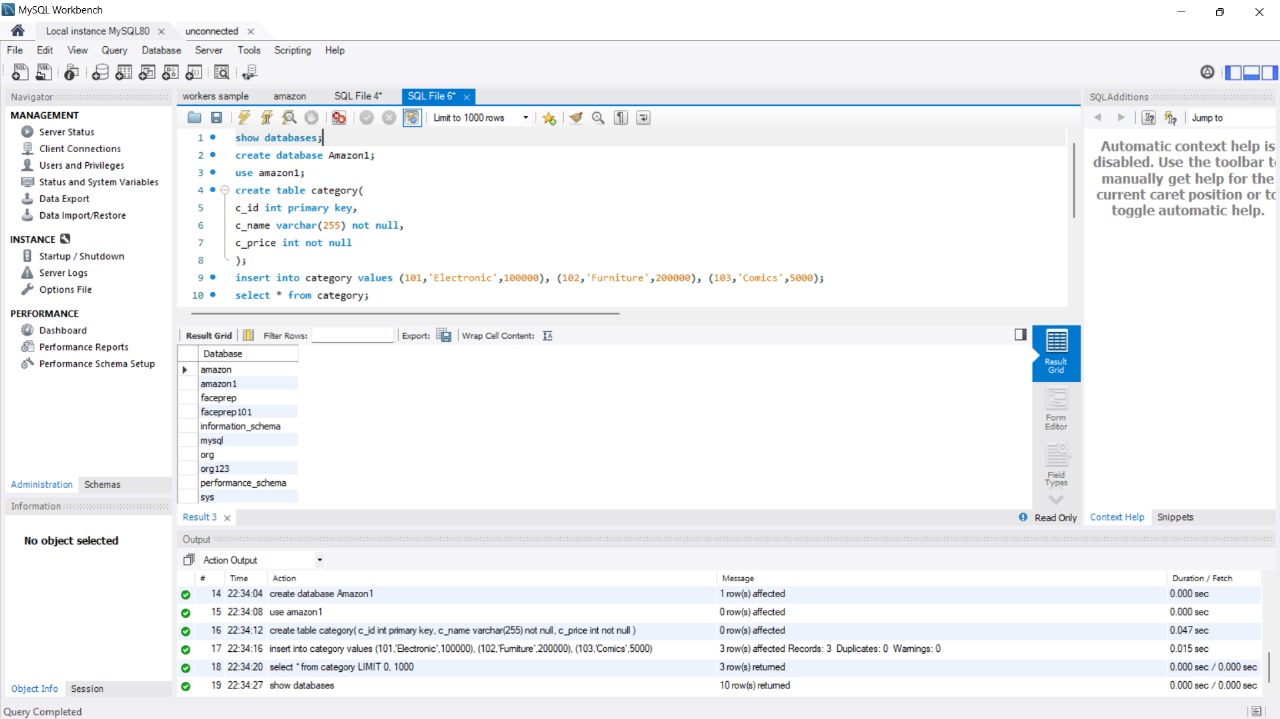 MySQL Workbench
Local instance MySQL80 unconnected
File Edit View Query Database Server Tools Scripting Help
Navigator
MANAGEMENT
Server Status
Client Connections
Users and Privileges
Status and System Variables
Data Export
Data Import/Restore
INSTANCE
Startup / Shutdown
Server Logs
Options File
PERFORMANCE
Dashboard
Performance Reports
Performance Schema Setup
Administration Schemas
Information
No object selected
Object Info Session
workers sample amazon SQL File 4* SQL File 6*
Limit to 1000 rows
1 show databases;
2 create database Amazon1;
3 use amazon1;
4 create table category(
5 c_id int primary key,
6 c_name varchar(255) not null,
7 c_price int not null
8 );
9 insert into category values (101,'Electronic',100000), (102,'Furniture',200000), (103,'Comics',5000);
10 select * from category;
Result Grid Filter Rows: Export: Wrap Cell Content:
Database
amazon
amazon1
faceprep
faceprep101
information_schema
mysql
org
org123
performance_schema
sys
Result Grid
Form Editor
Field Types
Result 3 Read Only
SQLAdditions
Jump to
Automatic context help is
disabled. Use the toolbar t
manually get help for the
current caret position or to
toggle automatic help.
Context Help Snippets
Output
Action Output
# Time Action Message Duration / Fetch
14 22:34:04 create database Amazon1 1 row(s) affected 0.000 sec
15 22:34:08 use amazon1 0 row(s) affected 0.000 sec
16 22:34:12 create table category( c_id int primary key, c_name varchar(255) not null, c_price int not null ) 0 row(s) affected 0.047 sec
17 22:34:16 insert into category values (101,'Electronic',100000), (102,'Furniture',200000), (103,'Comics',5000) 3 row(s) affected Records: 3 Duplicates: 0 Warnings: 0 0.015 sec
18 22:34:20 select * from category LIMIT 0, 1000 3 row(s) returned 0.000 sec / 0.000 sec
19 22:34:27 show databases 10 row(s) returned 0.000 sec / 0.000 sec
Query Completed